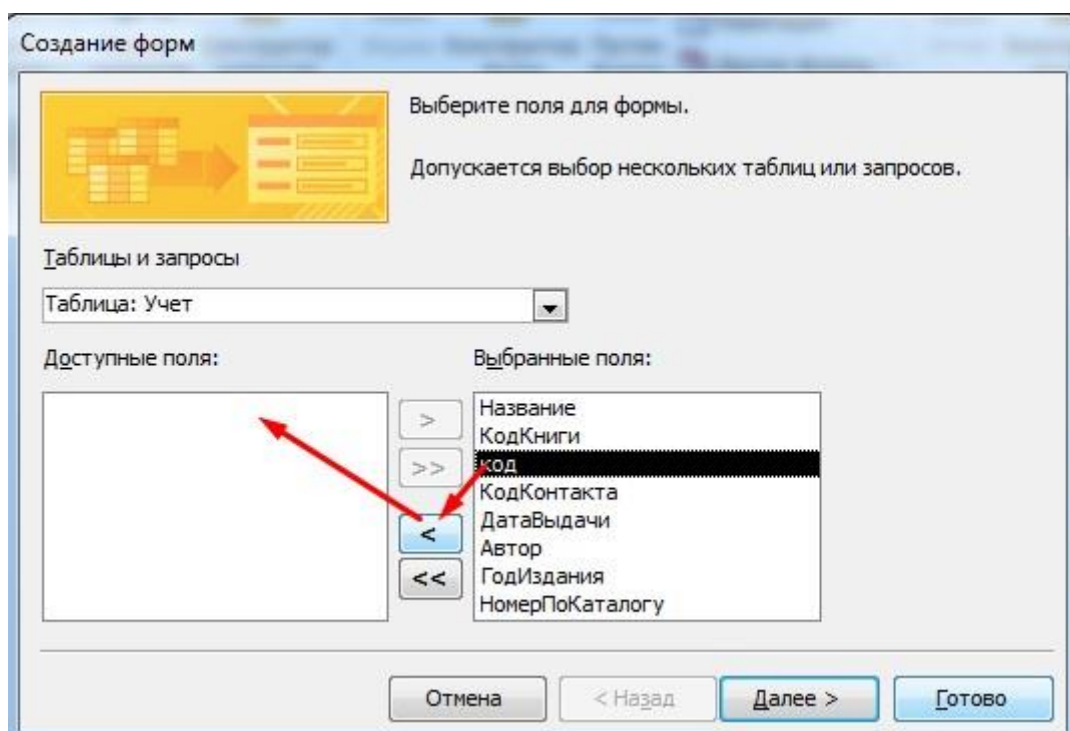 Создание форм
Выберите поля для формы.
Допускается выбор нескольких таблиц или запросов.
Таблицы и запросы
Таблица: Учет
Доступные поля:
Выбранные поля:
>
>>
<
<<
Название
КодКниги
код
КодКонтакта
ДатаВыдачи
Автор
ГодИздания
НомерПоКаталогу
Отмена
< Назад
Далее >
Готово